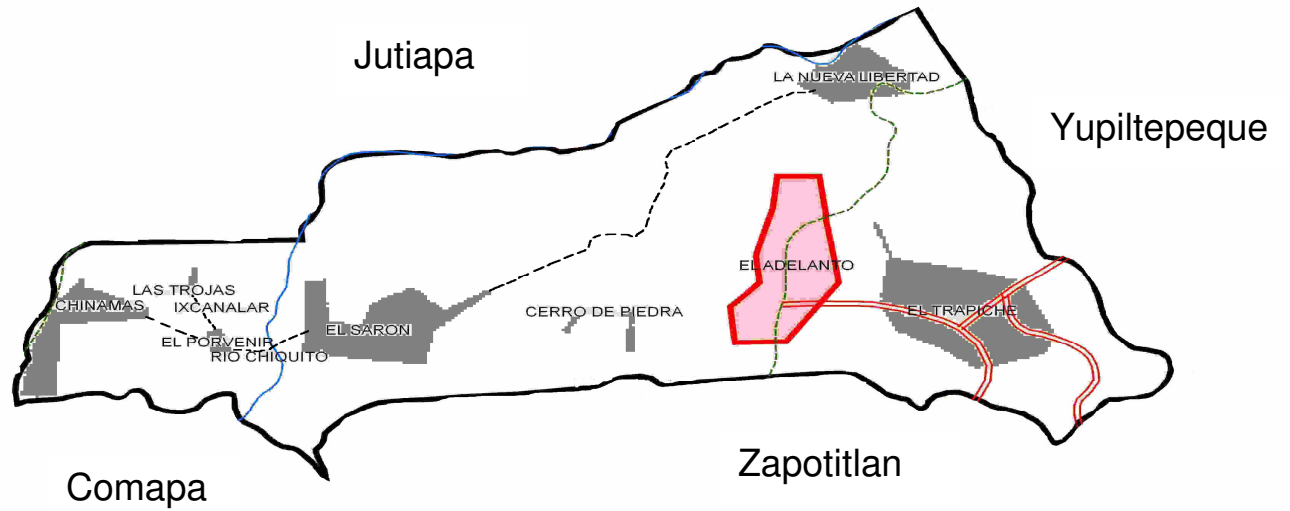 Jutiapa
LA NUEVA LIBERTAD
Yupiltepeque
EL ADELANTO
LAS TROJAS
CHINAMAS
IXCANALAR
CERRO DE PIEDRA
EL TRAPICHE
EL SARON
EL PORVENIR
RIO CHIQUITO
Zapotitlan
Comapa